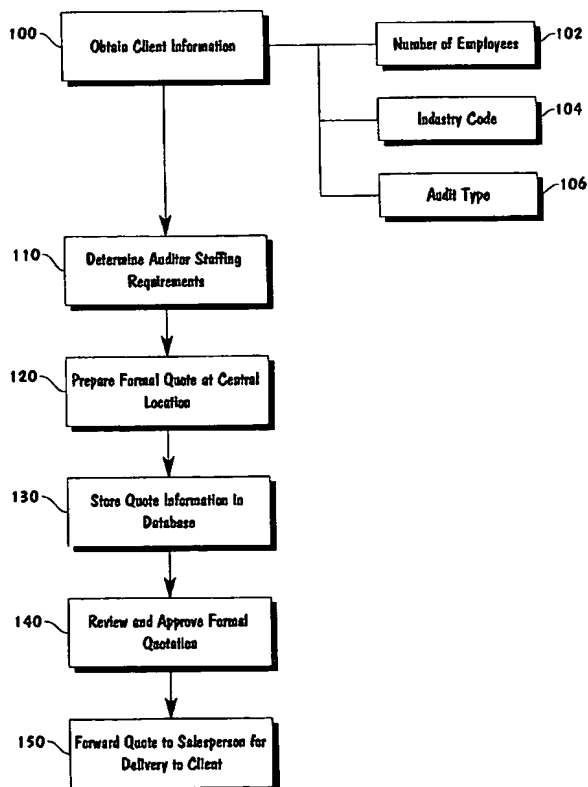 100
Obtain Client Information
Number of Employees
102
Industry Code
104
Audit Type
106
110
Determine Auditor Staffing
Requirements
120
Prepare Formal Quote at Central
Location
130
Store Quote Information in
Database
140
Review and Approve Formal
Quotation
150
Forward Quote to Salesperson for
Delivery to Client